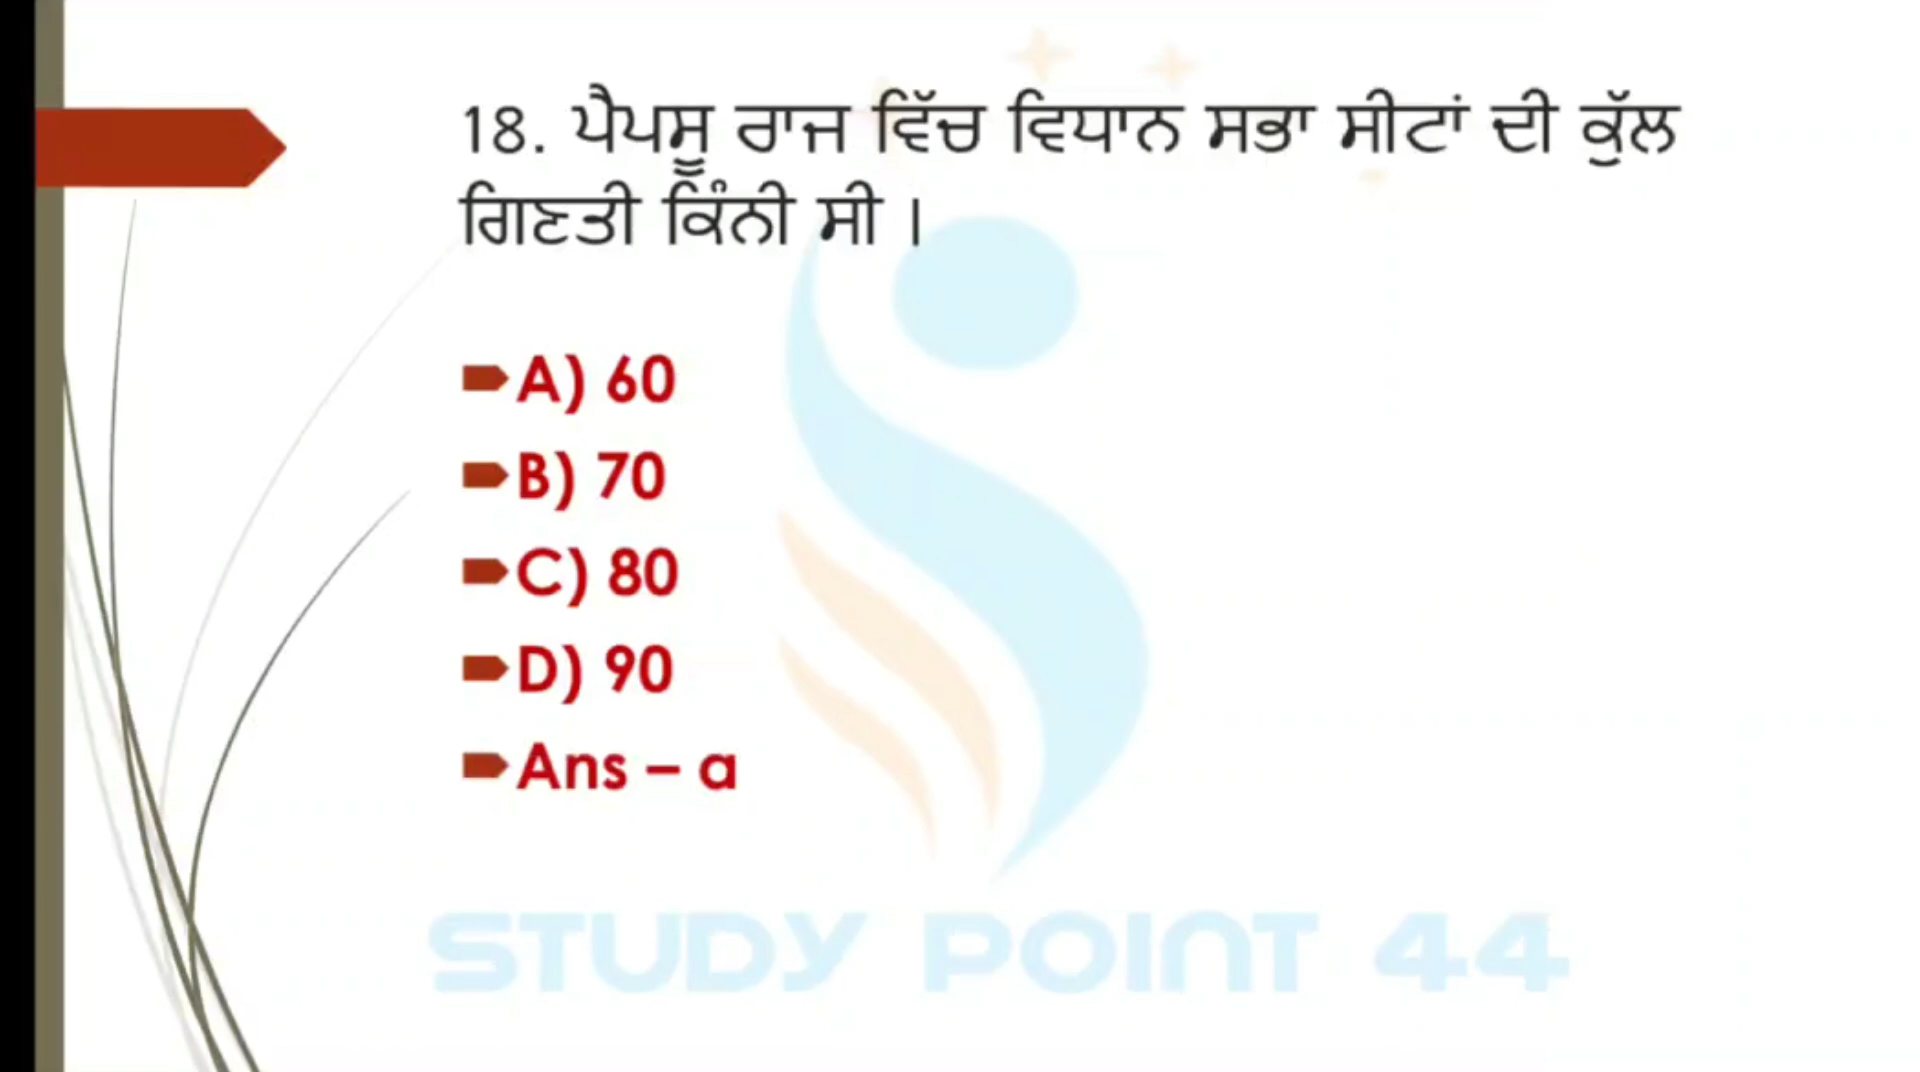 18. ਪੈਪਸੂ ਰਾਜ ਵਿੱਚ ਵਿਧਾਨ ਸਭਾ ਸੀਟਾਂ ਦੀ ਕੁੱਲ
ਗਿਣਤੀ ਕਿੰਨੀ ਸੀ ।
A) 60
B) 70
C) 80
D) 90
Ans – a
STUDY POINT 44